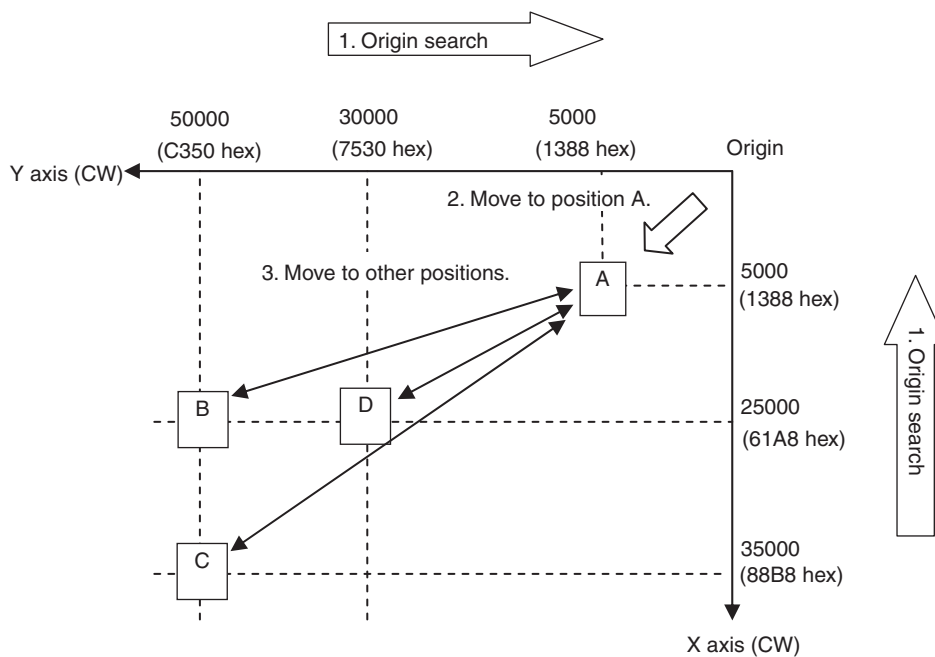 1. Origin search
50000
(C350 hex)
30000
(7530 hex)
5000
(1388 hex)
Origin
Y axis (CW)
2. Move to position A.
3. Move to other positions.
A
5000
(1388 hex)
1. Origin search
B
D
25000
(61A8 hex)
C
35000
(88B8 hex)
X axis (CW)